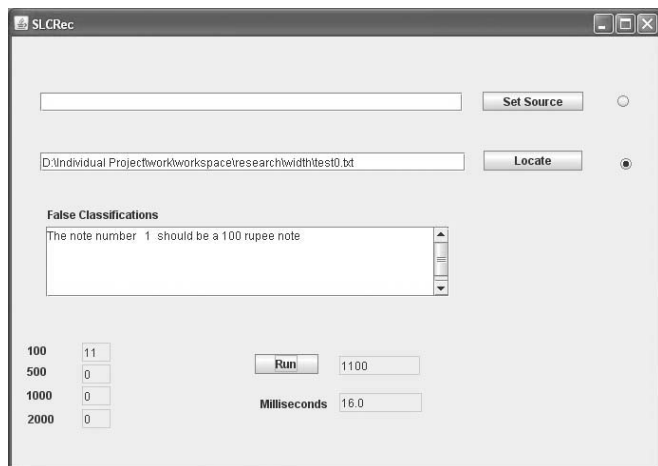 SLCRec
Set Source
D:\Individual Project\work\workspace\research\width\test0.txt
Locate
False Classifications
The note number 1 should be a 100 rupee note
100 11
500 0
1000 0
2000 0
Run 1100
Milliseconds 16.0